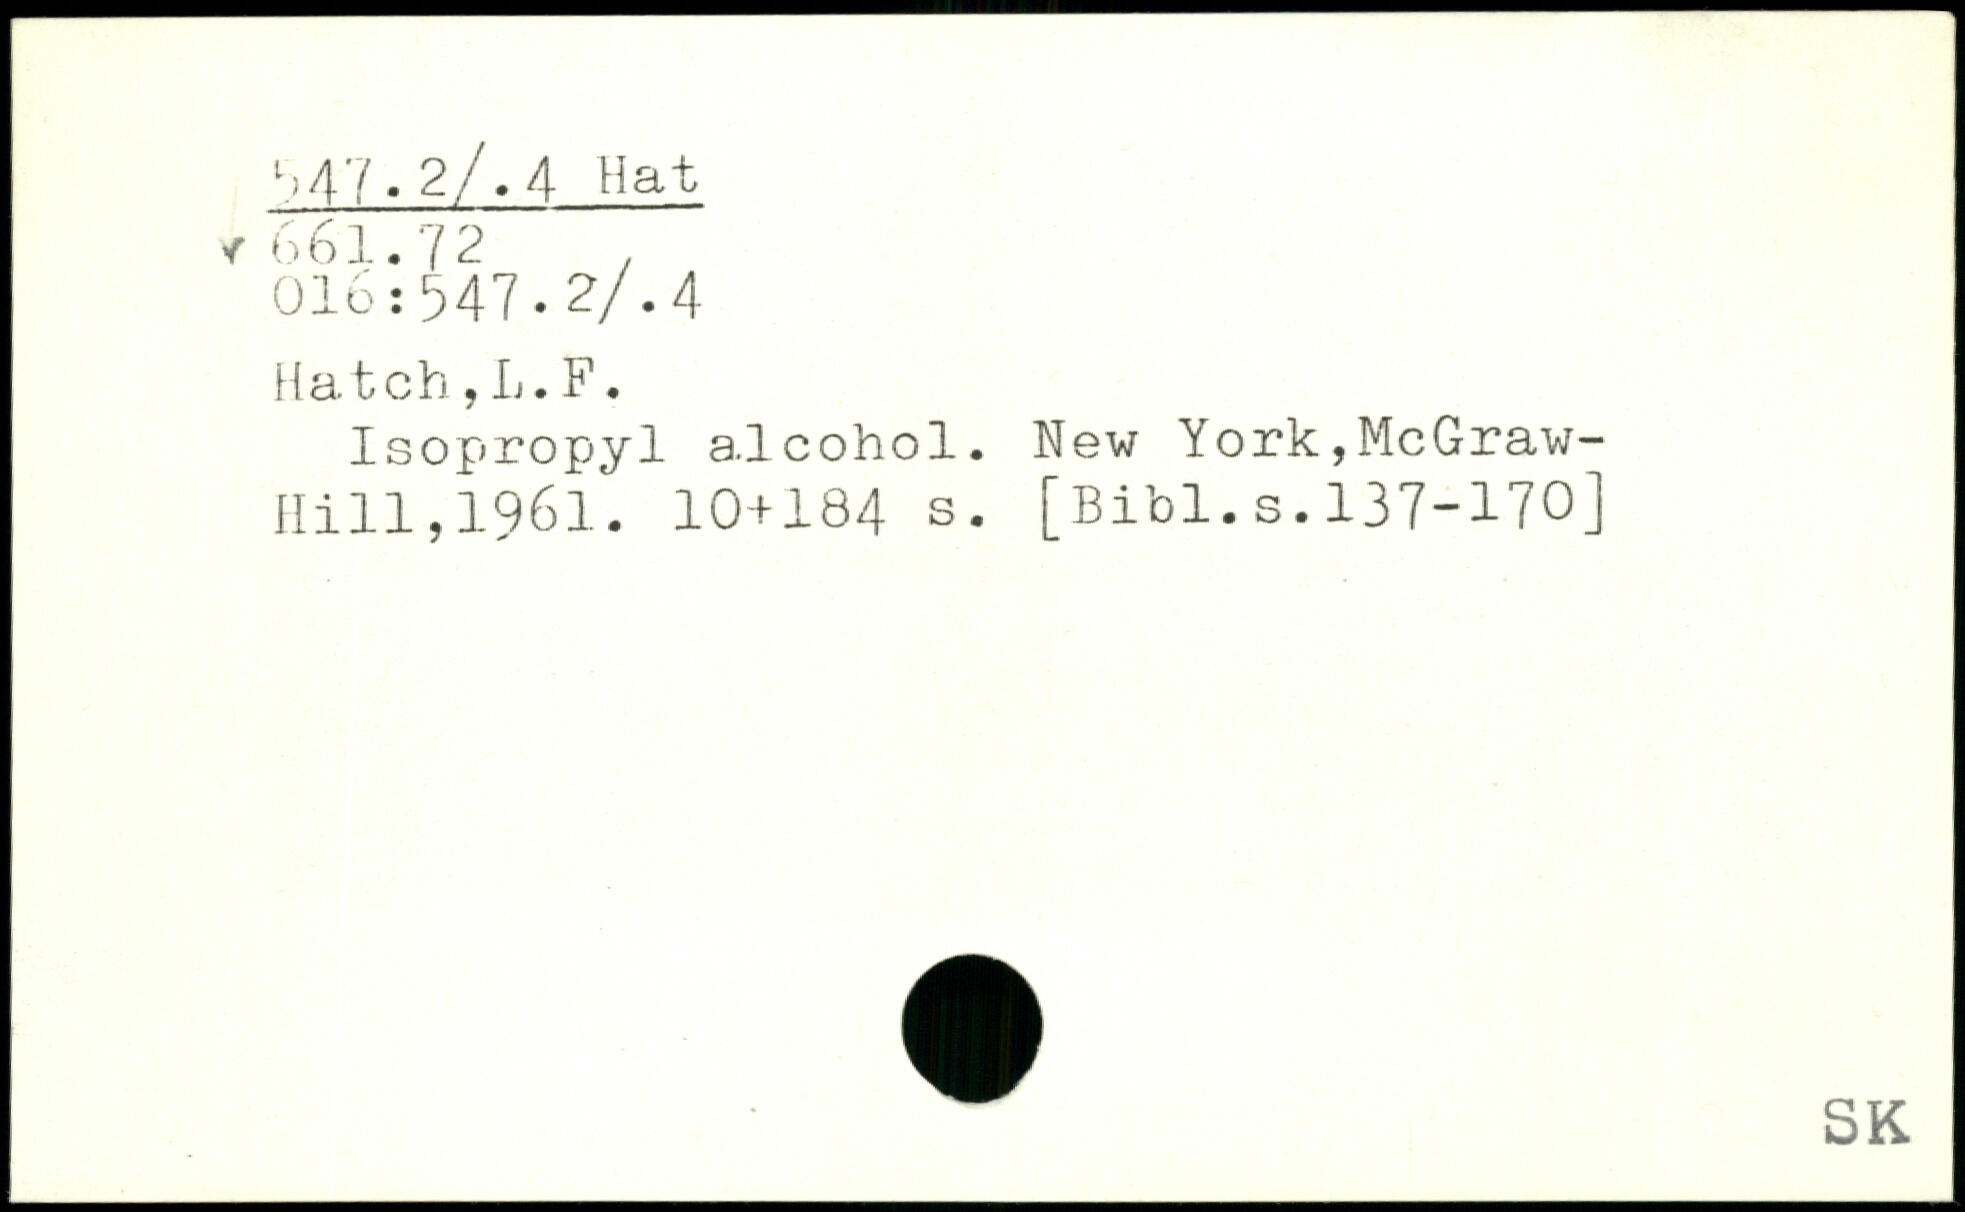 547.2/.4 Hat
661.72
016:547.2/.4
Hatch,L.F.
Isopropyl alcohol. New York,McGraw-
Hill,1961. 10+184 s. [Bibl.s.137-170]
SK